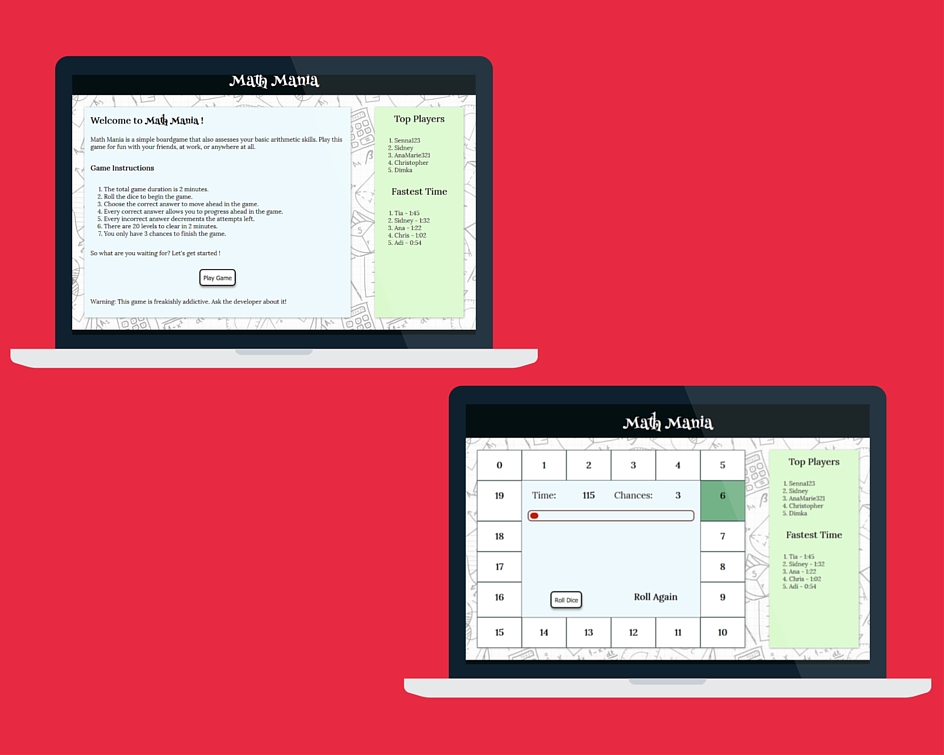 Math Mania
Welcome to Math Mania !
Math Mania is a simple boardgame that also assesses your basic arithmetic skills. Play this
game for fun with your friends, at work, or anywhere at all.
Game Instructions
1. The total game duration is 2 minutes.
2. Roll the dice to begin the game.
3. Choose the correct answer to move ahead in the game.
4. Every correct answer allows you to progress ahead in the game.
5. Every incorrect answer decrements the attempts left.
6. There are 20 levels to clear in 2 minutes.
7. You only have 3 chances to finish the game.
So what are you waiting for? Let's get started !
Play Game
Warning: This game is freakishly addictive. Ask the developer about it!
Top Players
1. Senna123
2. Sidney
3. AnaMarie321
4. Christopher
5. Dimka
Fastest Time
1. Tia - 1:45
2. Sidney - 1:32
3. Ana - 1:22
4. Chris - 1:02
5. Adi - 0:54
Math Mania
0 1 2 3 4 5
19 Time: 115 Chances: 3 6
18 7
17 8
16 Roll Dice Roll Again 9
15 14 13 12 11 10
Top Players
1. Senna123
2. Sidney
3. AnaMarie321
4. Christopher
5. Dimka
Fastest Time
1. Tia - 1:45
2. Sidney - 1:32
3. Ana - 1:22
4. Chris - 1:02
5. Adi - 0:54